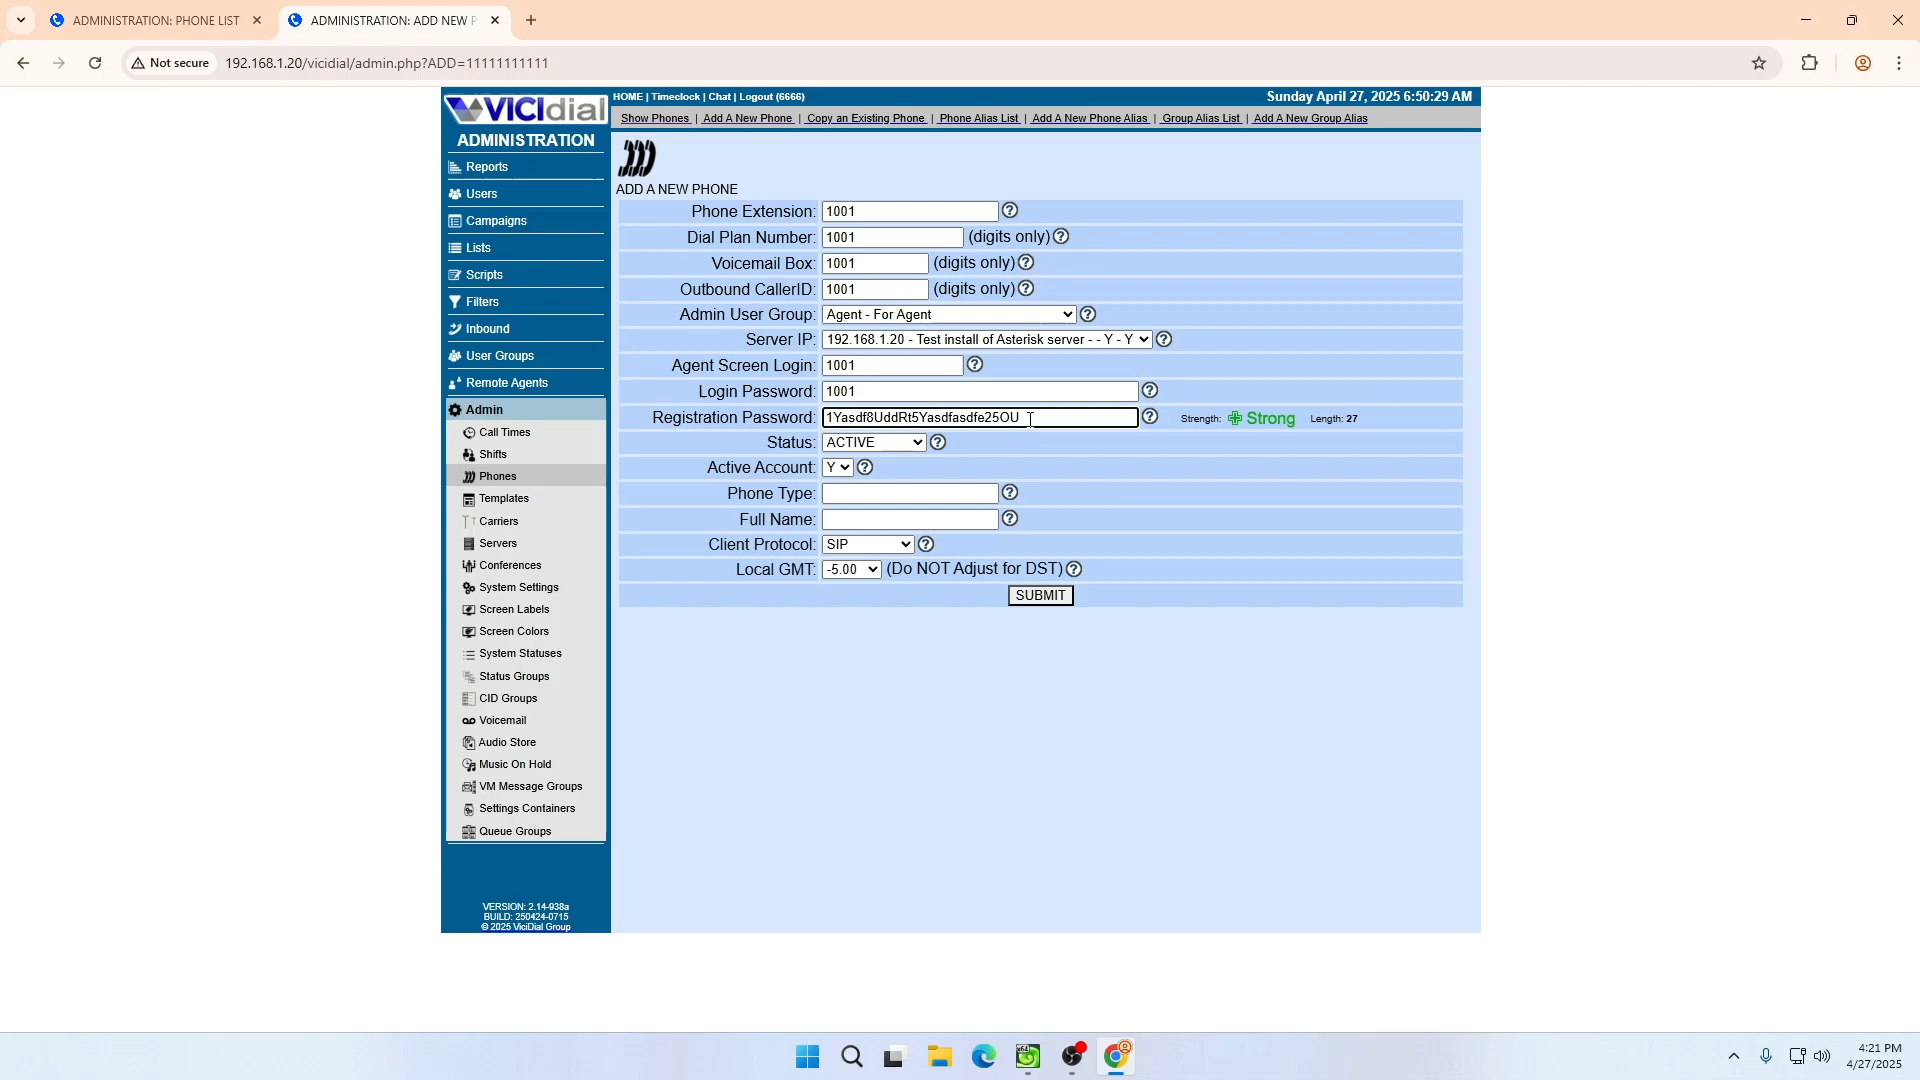 ADMINISTRATION: PHONE LIST
ADMINISTRATION: ADD NEW P
Not secure
192.168.1.20/vicidial/admin.php?ADD=11111111111
VICIdial
HOME | Timeclock | Chat | Logout (6666)
Sunday April 27, 2025 6:50:29 AM
Show Phones | Add A New Phone | Copy an Existing Phone | Phone Alias List | Add A New Phone Alias | Group Alias List | Add A New Group Alias
ADMINISTRATION
Reports
Users
Campaigns
Lists
Scripts
Filters
Inbound
User Groups
Remote Agents
Admin
Call Times
Shifts
Phones
Templates
Carriers
Servers
Conferences
System Settings
Screen Labels
Screen Colors
System Statuses
Status Groups
CID Groups
Voicemail
Audio Store
Music On Hold
VM Message Groups
Settings Containers
Queue Groups
VERSION: 2.14-938a
BUILD: 250424-0715
© 2025 ViciDial Group
ADD A NEW PHONE
Phone Extension: 1001
Dial Plan Number: 1001 (digits only)
Voicemail Box: 1001 (digits only)
Outbound CallerID: 1001 (digits only)
Admin User Group: Agent - For Agent
Server IP: 192.168.1.20 - Test install of Asterisk server - - Y - Y
Agent Screen Login: 1001
Login Password: 1001
Registration Password: 1Yasdf8UddRt5Yasdfasdfe25OU Strength: Strong Length: 27
Status: ACTIVE
Active Account: Y
Phone Type:
Full Name:
Client Protocol: SIP
Local GMT: -5.00 (Do NOT Adjust for DST)
SUBMIT
x64
4:21 PM
4/27/2025